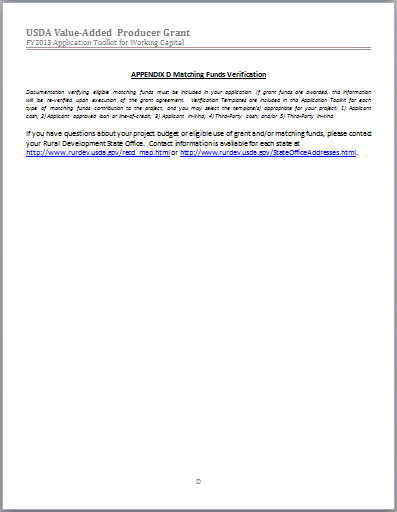 USDA Value-Added Producer Grant
FY2013 Application Toolkit for Working Capital
APPENDIX D Matching Funds Verification
Documentation verifying eligible matching funds must be included in your application. If grant funds are awarded, this information
will be re-verified upon execution of the grant agreement. Verification Templates are included in this Application Toolkit for each
type of matching funds contribution to the project, and you may select the template(s) appropriate for your project: 1) Applicant
cash; 2) Applicant approved loan or line-of-credit; 3) Applicant in-kind; 4) Third-Party cash; and/or 5) Third-Party in-kind.
If you have questions about your project budget or eligible use of grant and/or matching funds, please contact
your Rural Development State Office. Contact information is available for each state at
http://www.rurdev.usda.gov/recd_map.html or http://www.rurdev.usda.gov/StateOfficeAddresses.html.
D